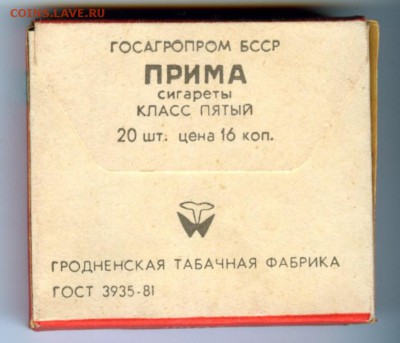 COINS.LAVE.RU
ГОСАГРОПРОМ БССР
ПРИМА
сигареты
КЛАСС ПЯТЫЙ
20 шт. цена 16 коп.
ГРОДНЕНСКАЯ ТАБАЧНАЯ ФАБРИКА
ГОСТ 3935-81